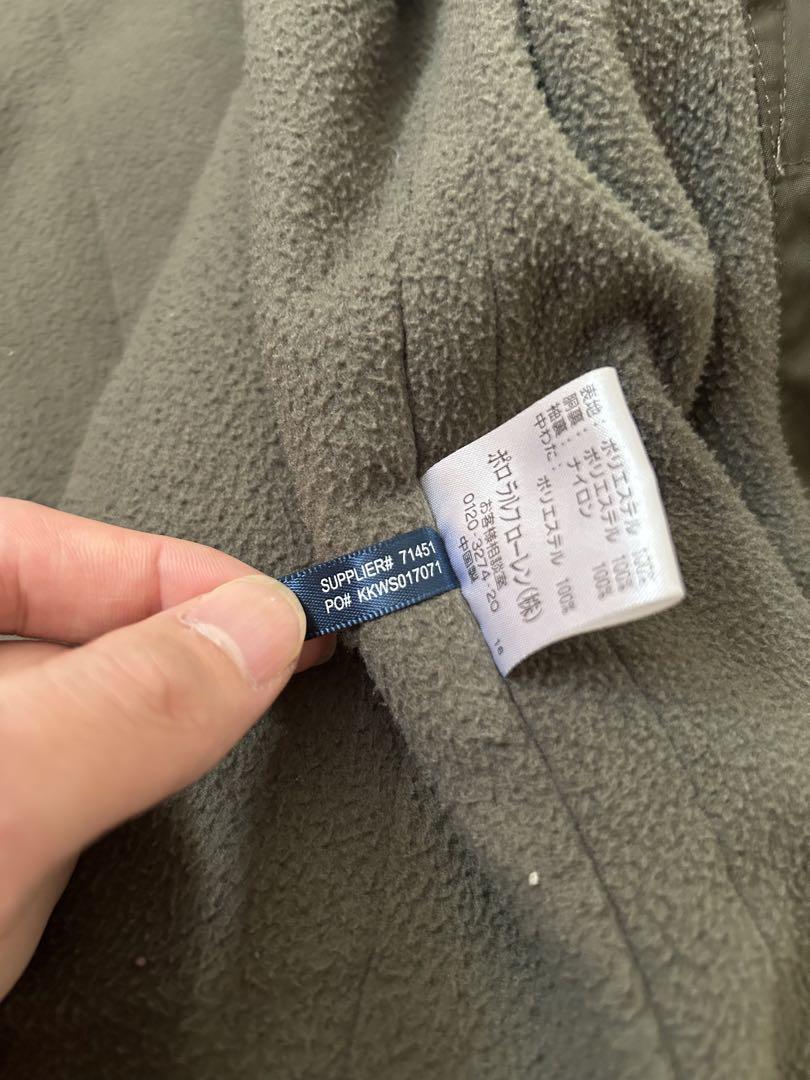 SUPPLIER# 71451
PO# KKWS017071
表地: ポリエステル 100%
胴裏: ポリエステル 100%
袖裏: ナイロン 100%
中わた: ポリエステル 100%
ポロ ラルフ ローレン(株)
お客様相談室
0120-3274-20
中国製